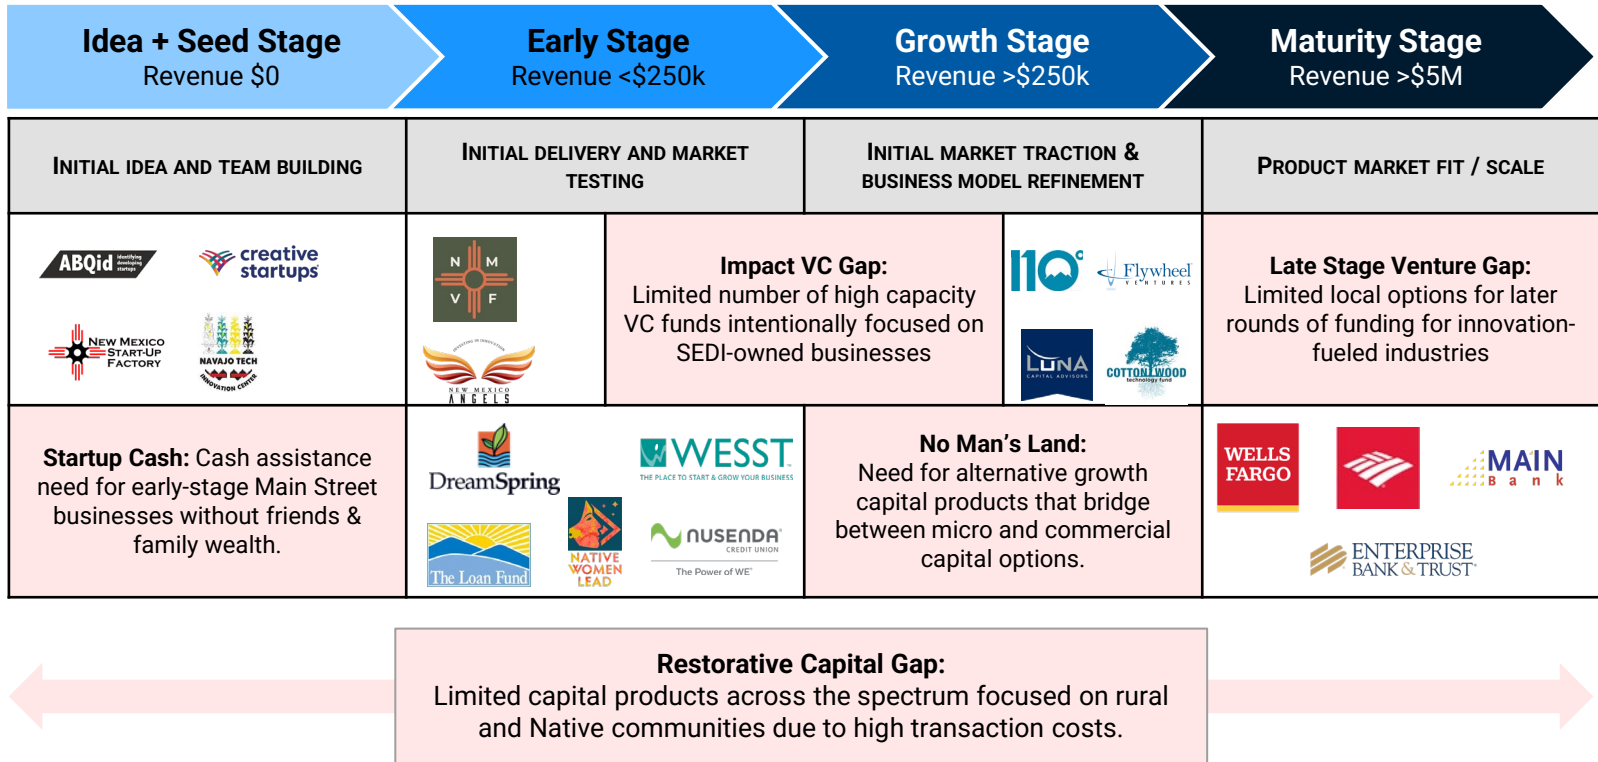 Idea + Seed Stage
Revenue $0
Early Stage
Revenue <$250k
Growth Stage
Revenue >$250k
Maturity Stage
Revenue >$5M
INITIAL IDEA AND TEAM BUILDING
INITIAL DELIVERY AND MARKET
TESTING
INITIAL MARKET TRACTION &
BUSINESS MODEL REFINEMENT
PRODUCT MARKET FIT / SCALE
ABQid
identifying
developing
startups
creative
startups
NEW MEXICO
START-UP
FACTORY
NAVAJO TECH
INNOVATION CENTER
N M
V F
INVESTING IN INNOVATION
NEW MEXICO
ANGELS
Impact VC Gap:
Limited number of high capacity
VC funds intentionally focused on
SEDI-owned businesses
110°
Flywheel
VENTURES
LUNA
CAPITAL ADVISORS
COTTONWOOD
technology fund
Late Stage Venture Gap:
Limited local options for later
rounds of funding for innovation-
fueled industries
Startup Cash: Cash assistance
need for early-stage Main Street
businesses without friends &
family wealth.
DreamSpring
WESST
THE PLACE TO START & GROW YOUR BUSINESS
The Loan Fund
NATIVE
WOMEN
LEAD
NUSENDA
CREDIT UNION
The Power of WE
No Man's Land:
Need for alternative growth
capital products that bridge
between micro and commercial
capital options.
WELLS
FARGO
MAIN
Bank
ENTERPRISE
BANK & TRUST
Restorative Capital Gap:
Limited capital products across the spectrum focused on rural
and Native communities due to high transaction costs.